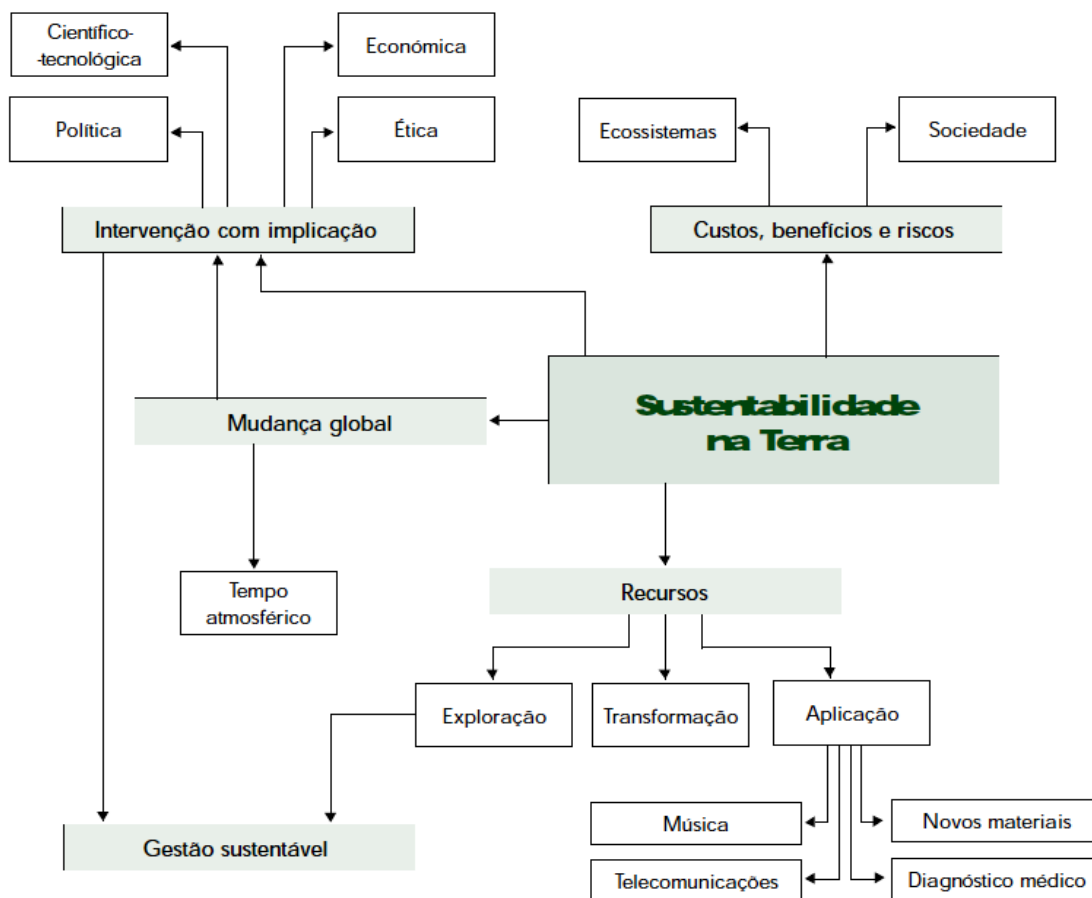 Científico-
-tecnológica
Económica
Política
Ética
Ecossistemas
Sociedade
Intervenção com implicação
Custos, benefícios e riscos
Sustentabilidade
na Terra
Mudança global
Tempo
atmosférico
Recursos
Exploração
Transformação
Aplicação
Música
Novos materiais
Gestão sustentável
Telecomunicações
Diagnóstico médico